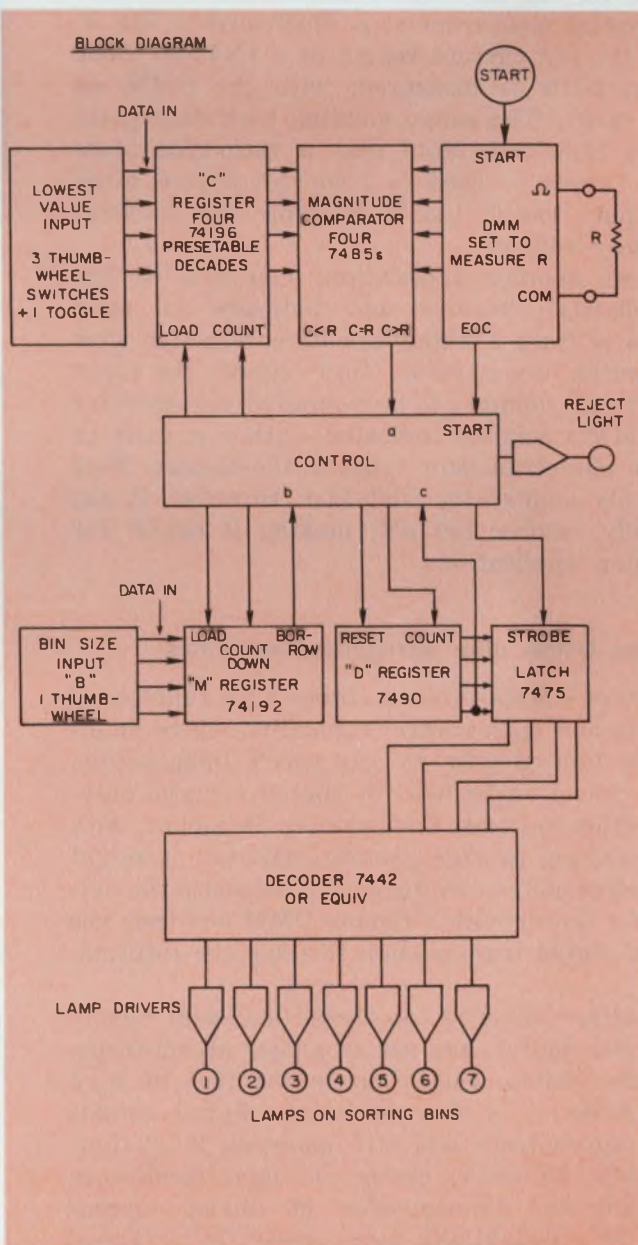 BLOCK DIAGRAM
START
DATA IN
LOWEST
VALUE
INPUT
3 THUMB-
WHEEL
SWITCHES
+1 TOGGLE
"C"
REGISTER
FOUR
74196
PRESETABLE
DECADES
LOAD COUNT
MAGNITUDE
COMPARATOR
FOUR
7485s
C<R C=R C>R
START
Ω
DMM
SET TO
MEASURE R
COM
EOC
R
a START
CONTROL
b c
REJECT
LIGHT
DATA IN
BIN SIZE
INPUT
"B"
1 THUMB-
WHEEL
LOAD BOR-
COUNT ROW
DOWN
"M" REGISTER
74192
RESET COUNT
"D" REGISTER
7490
STROBE
LATCH
7475
DECODER 7442
OR EQUIV
LAMP DRIVERS
1 2 3 4 5 6 7
LAMPS ON SORTING BINS